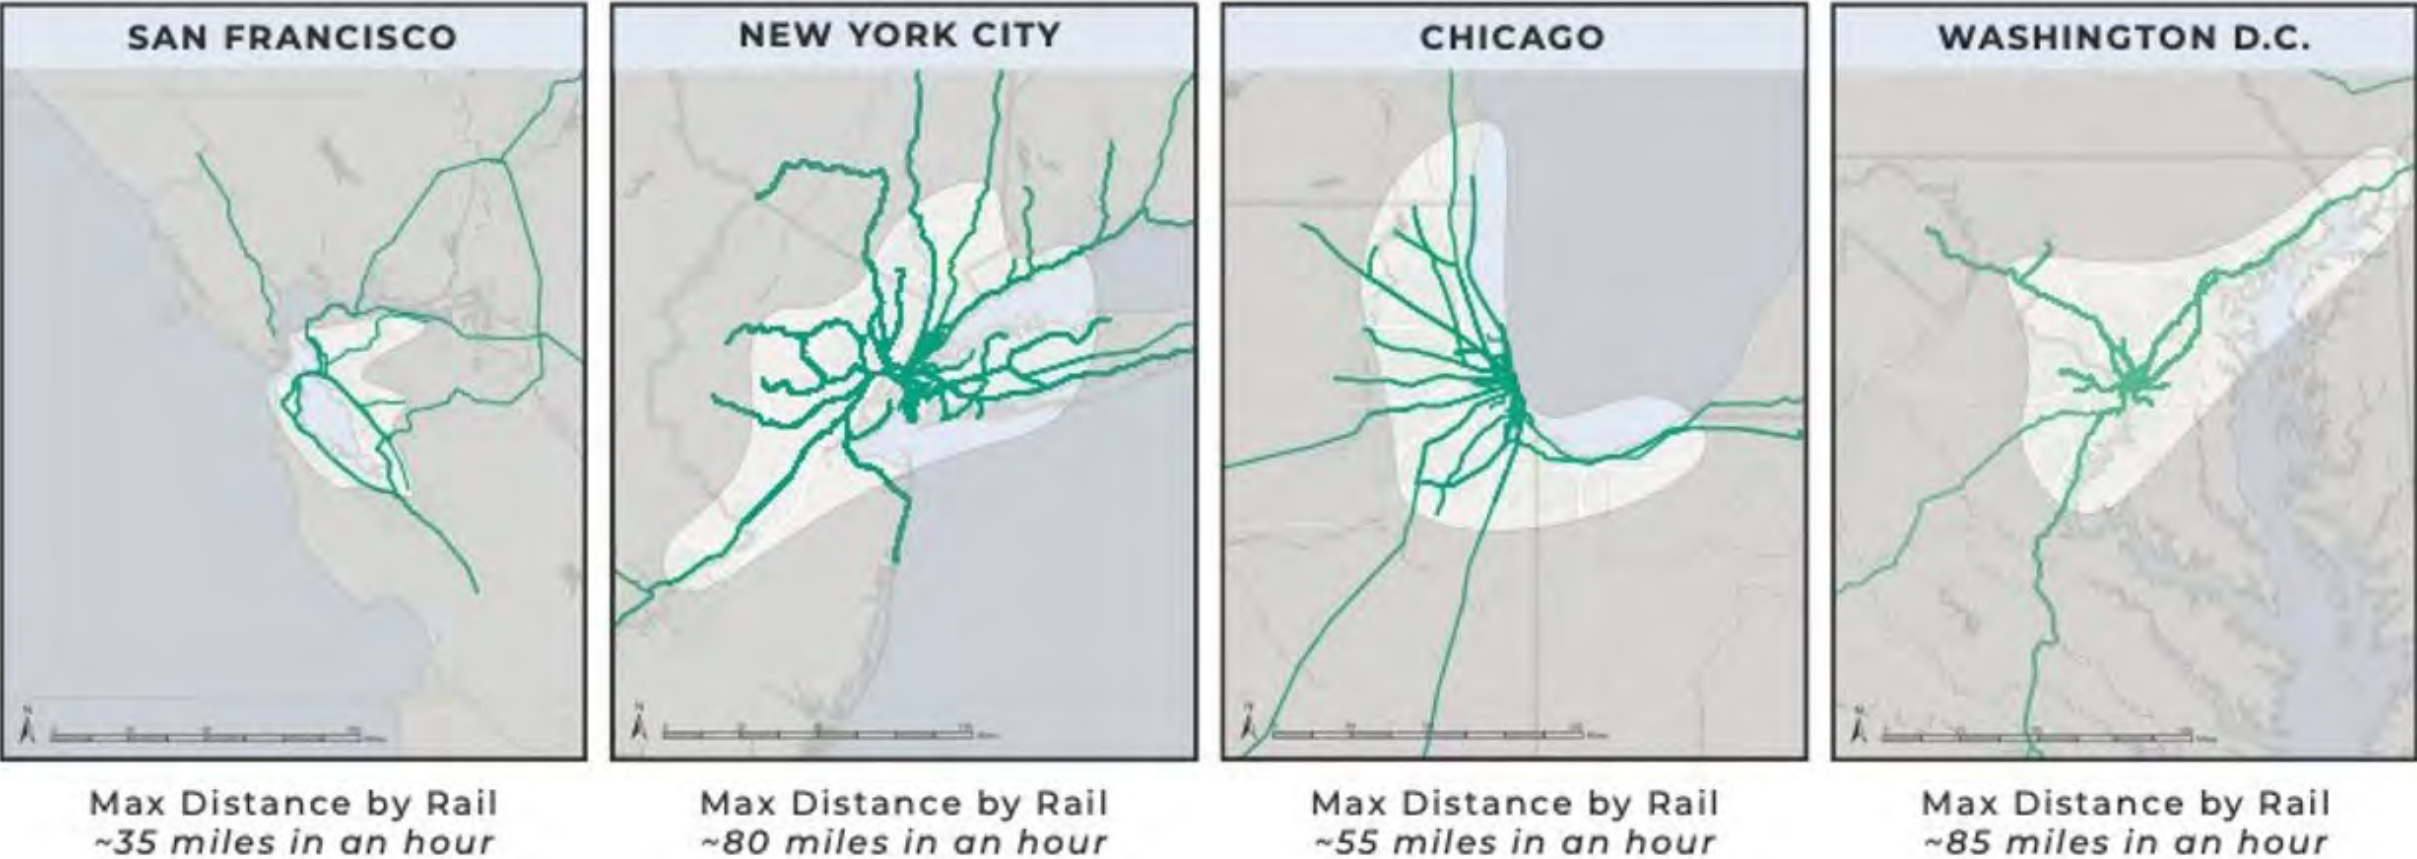 SAN FRANCISCO
NEW YORK CITY
CHICAGO
WASHINGTON D.C.
N
N
N
N
Max Distance by Rail
~35 miles in an hour
Max Distance by Rail
~80 miles in an hour
Max Distance by Rail
~55 miles in an hour
Max Distance by Rail
~85 miles in an hour